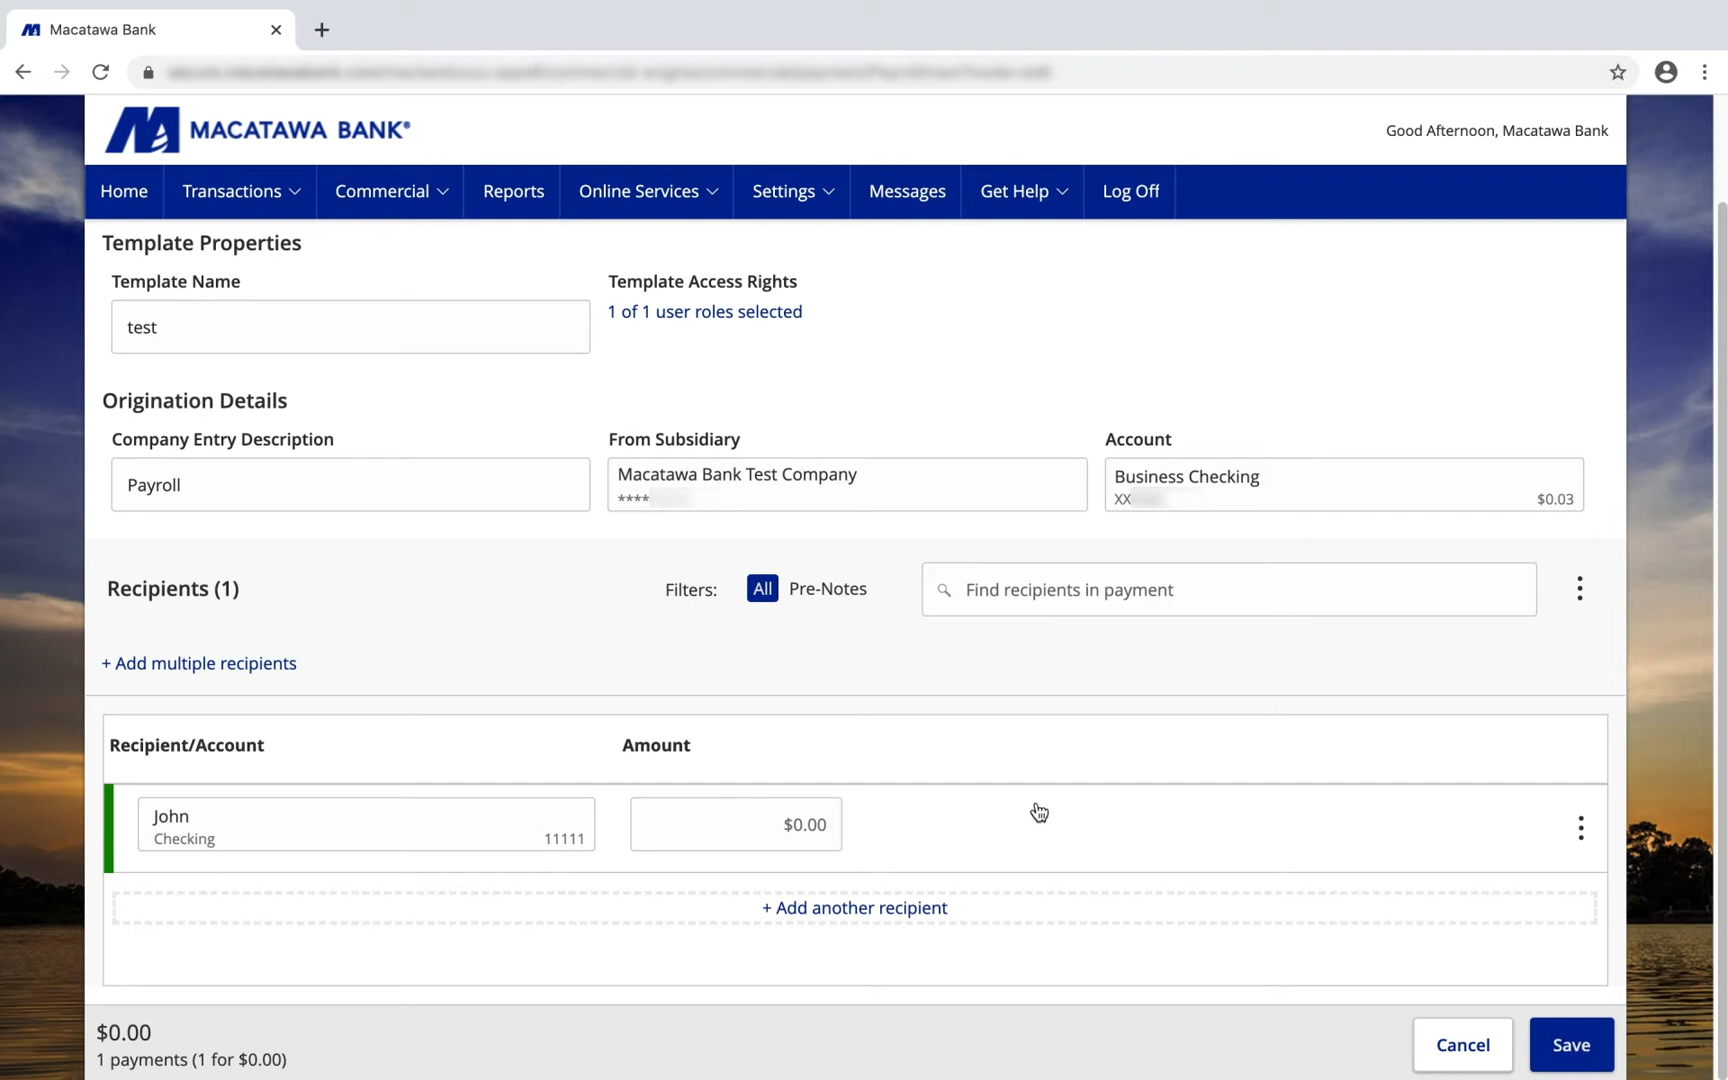 Macatawa Bank
MACATAWA BANK®
Good Afternoon, Macatawa Bank
Home Transactions Commercial Reports Online Services Settings Messages Get Help Log Off
Template Properties
Template Name Template Access Rights
test 1 of 1 user roles selected
Origination Details
Company Entry Description From Subsidiary Account
Payroll Macatawa Bank Test Company Business Checking
**** XX $0.03
Recipients (1) Filters: All Pre-Notes Find recipients in payment
+ Add multiple recipients
Recipient/Account Amount
John
Checking 11111 $0.00
+ Add another recipient
$0.00
1 payments (1 for $0.00)
Cancel Save